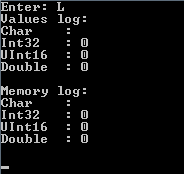 Enter: L
Values log:
Char    :
Int32   : 0
UInt16  : 0
Double  : 0
Memory log:
Char    :
Int32   : 0
UInt16  : 0
Double  : 0
_